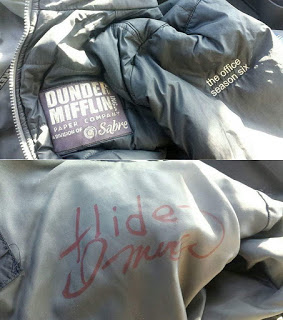 DUNDER
MIFFLIN
PAPER COMPANY
A DIVISION OF Sabre
the office
season six
Hide